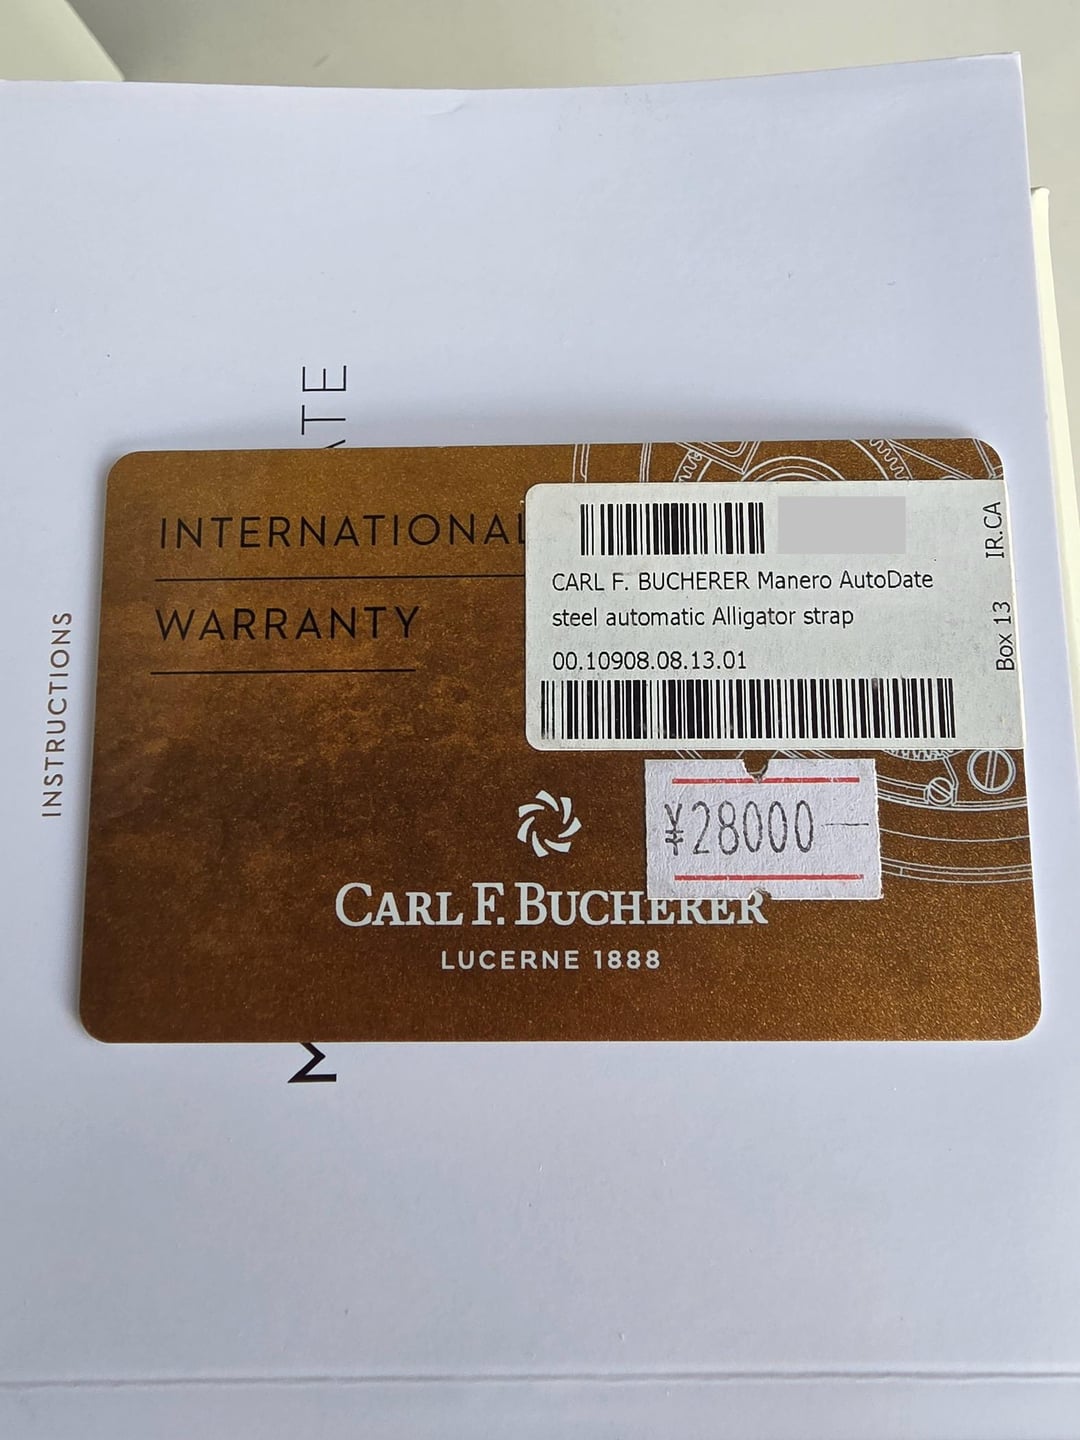 INSTRUCTIONS
ATE
M
INTERNATIONAL
WARRANTY
CARL F. BUCHERER Manero AutoDate
steel automatic Alligator strap
00.10908.08.13.01
IR.CA
Box 13
¥28000
CARL F. BUCHERER
LUCERNE 1888